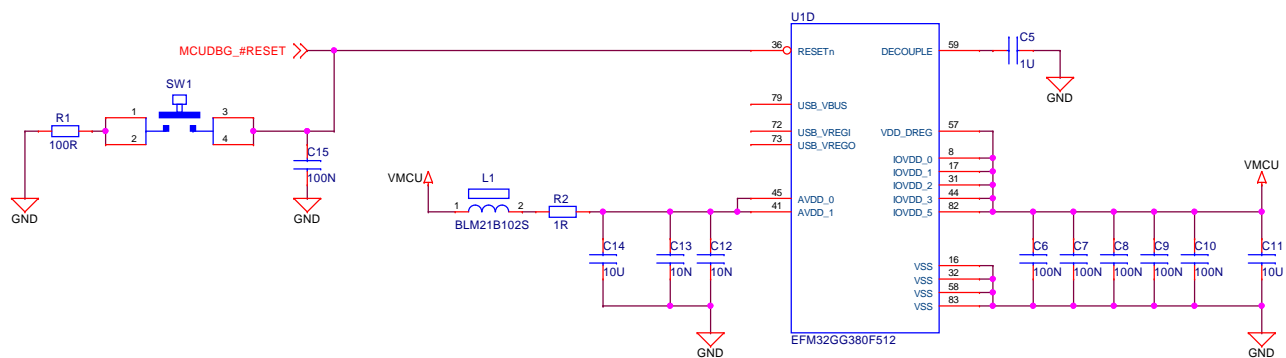 U1D
MCUDBG_#RESET
36
RESETn
DECOUPLE
59
C5
1U
GND
SW1
R1
100R
1
2
3
4
C15
100N
GND
GND
79
USB_VBUS
72
USB_VREGI
73
USB_VREGO
VDD_DREG
57
IOVDD_0
8
IOVDD_1
17
IOVDD_2
31
IOVDD_3
44
IOVDD_5
82
VMCU
VMCU
L1
1
2
BLM21B102S
R2
1R
45
AVDD_0
41
AVDD_1
C14
10U
C13
10N
C12
10N
GND
VSS
16
VSS
32
VSS
58
VSS
83
C6
100N
C7
100N
C8
100N
C9
100N
C10
100N
C11
10U
GND
EFM32GG380F512